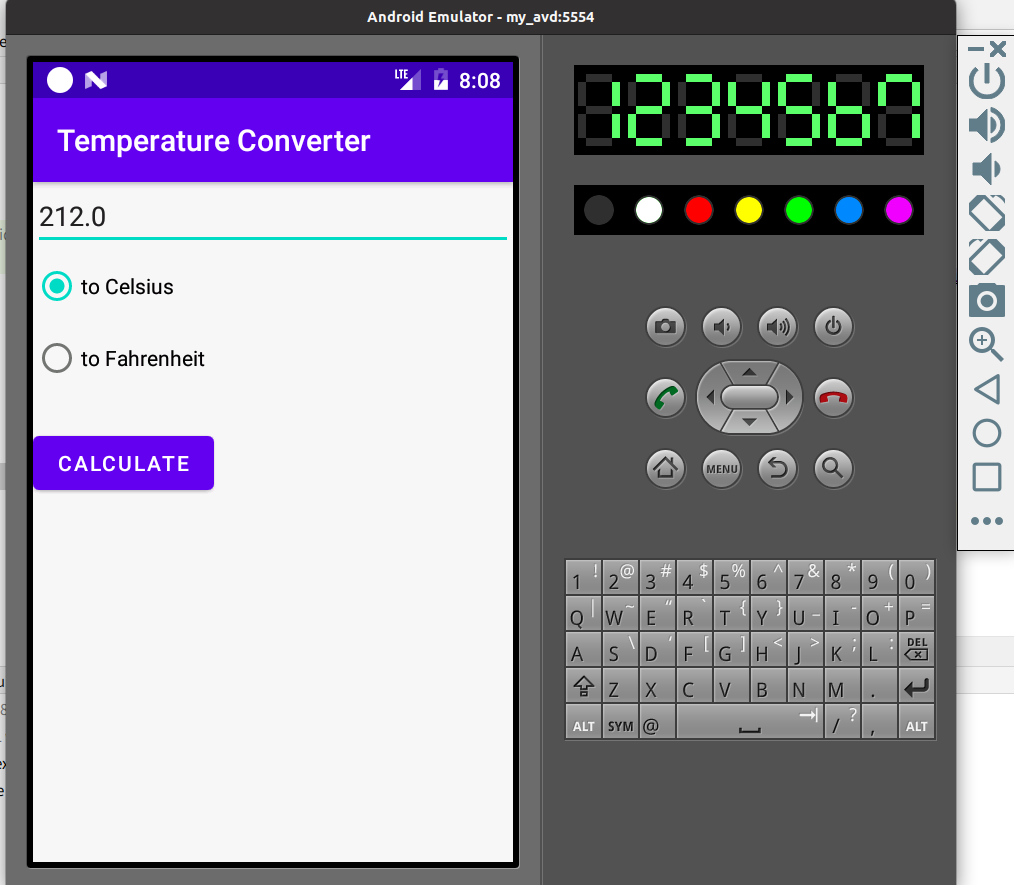 Android Emulator - my_avd:5554
LTE 8:08
Temperature Converter
212.0
to Celsius
to Fahrenheit
CALCULATE
1234567
MENU
1 ! 2 @ 3 # 4 $ 5 % 6 ^ 7 & 8 * 9 ( 0 )
Q | W ~ E “ R ` T { Y } U _ I - O + P =
A S \ D ‘ F [ G ] H < J > K ; L : DEL
Z X C V B N M .
ALT SYM @ / ? , ALT